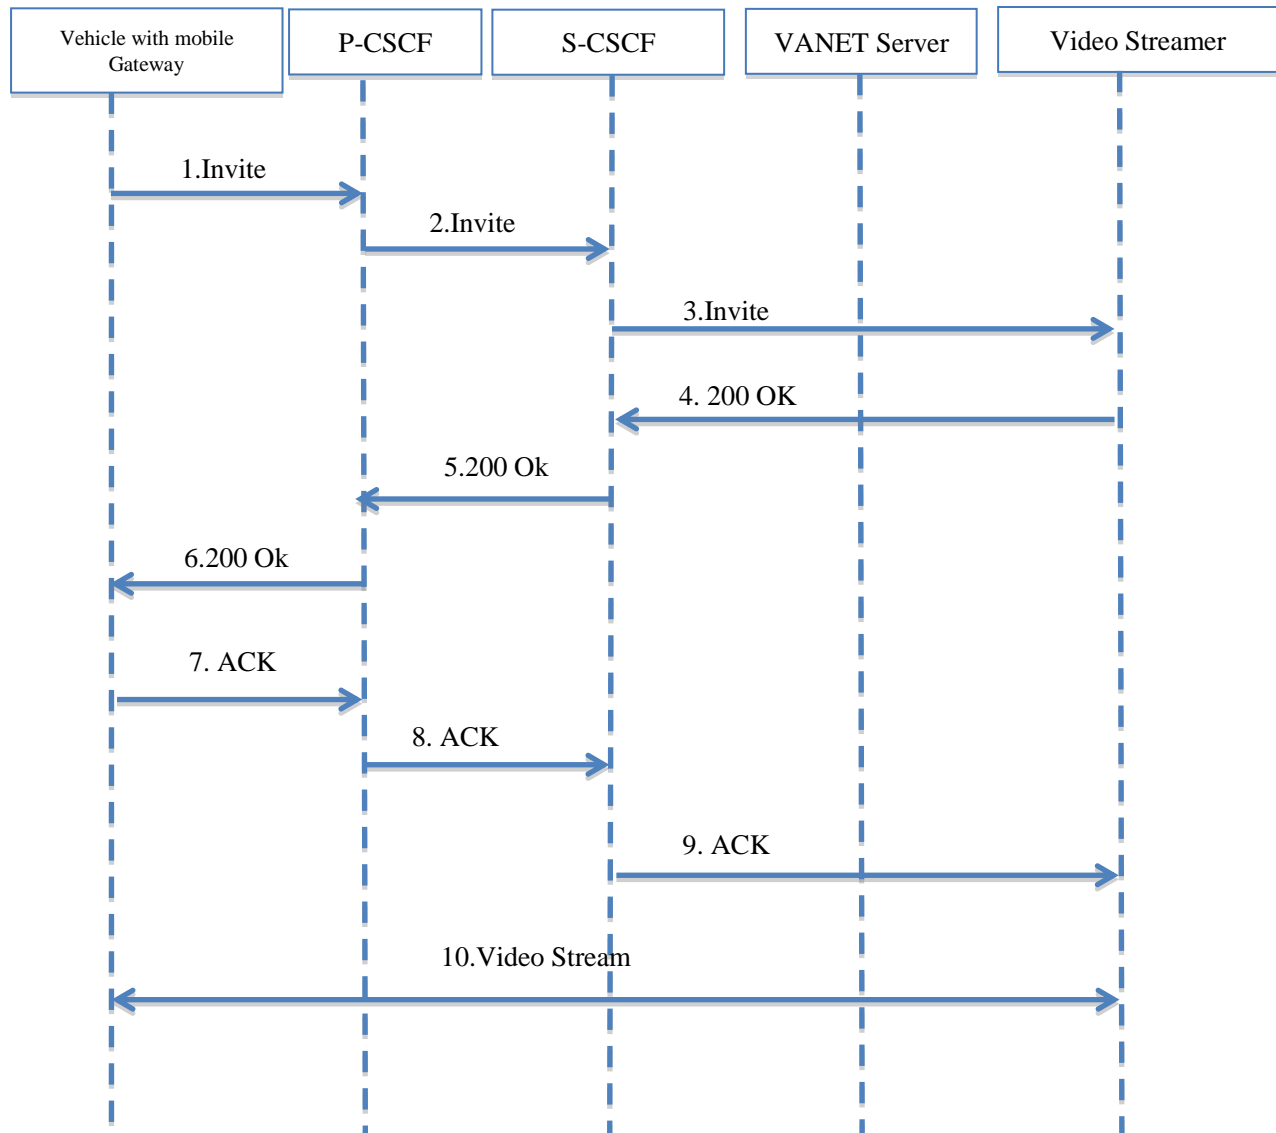 Vehicle with mobile
Gateway
P-CSCF
S-CSCF
VANET Server
Video Streamer
1.Invite
2.Invite
3.Invite
4. 200 OK
5.200 Ok
6.200 Ok
7. ACK
8. ACK
9. ACK
10.Video Stream